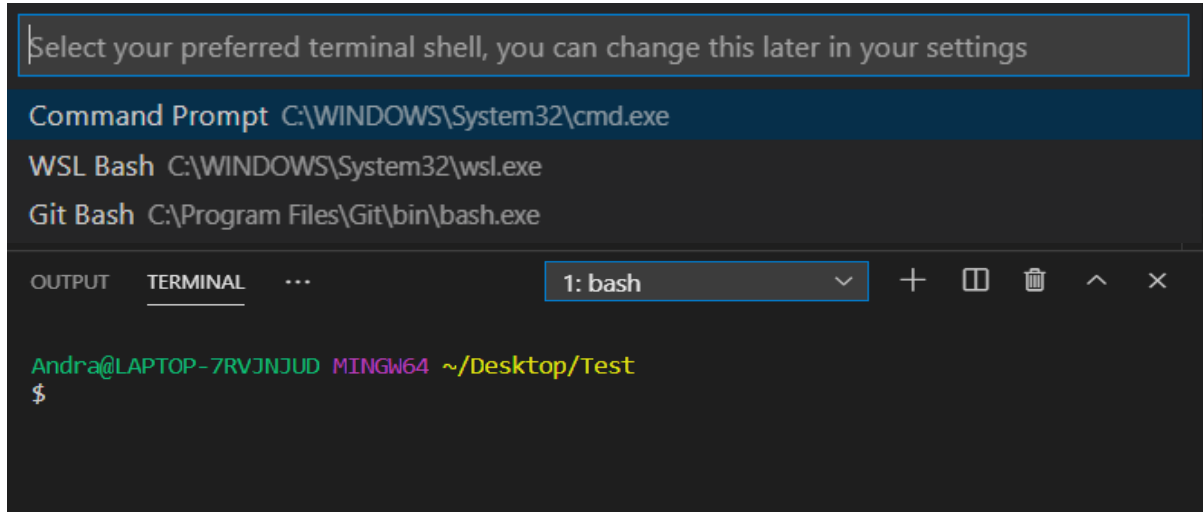 Select your preferred terminal shell, you can change this later in your settings
Command Prompt C:\WINDOWS\System32\cmd.exe
WSL Bash C:\WINDOWS\System32\wsl.exe
Git Bash C:\Program Files\Git\bin\bash.exe
OUTPUT TERMINAL ··· 1: bash
Andra@LAPTOP-7RVJNJUD MINGW64 ~/Desktop/Test
$